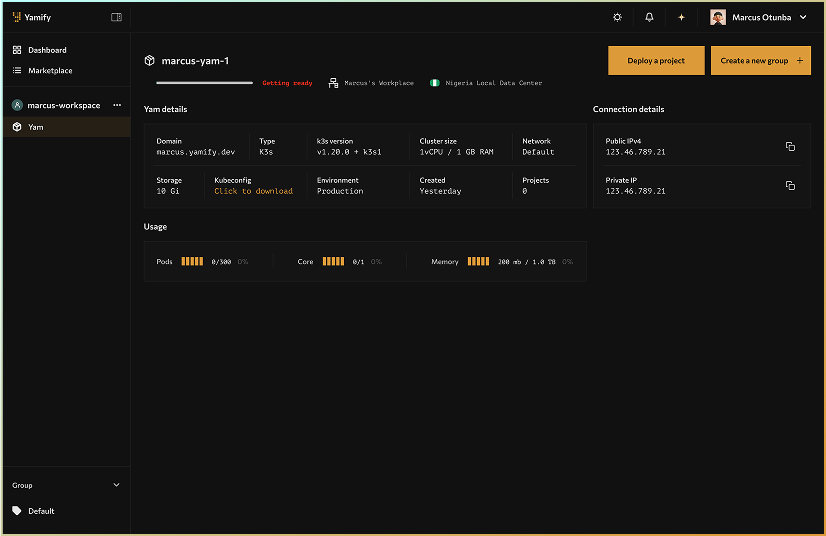 Yamify
Marcus Otunba
Dashboard
Marketplace
marcus-workspace
Yam
marcus-yam-1
Deploy a project
Create a new group +
Getting ready
Marcus's Workplace
Nigeria Local Data Center
Yam details
Domain
marcus.yamify.dev
Type
K3s
k3s version
v1.20.0 + k3s1
Cluster size
1vCPU / 1 GB RAM
Network
Default
Storage
10 Gi
Kubeconfig
Click to download
Environment
Production
Created
Yesterday
Projects
0
Connection details
Public IPv4
123.46.789.21
Private IP
123.46.789.21
Usage
Pods 0/300 0%
Core 0/1 0%
Memory 200 mb / 1.0 TB 0%
Group
Default